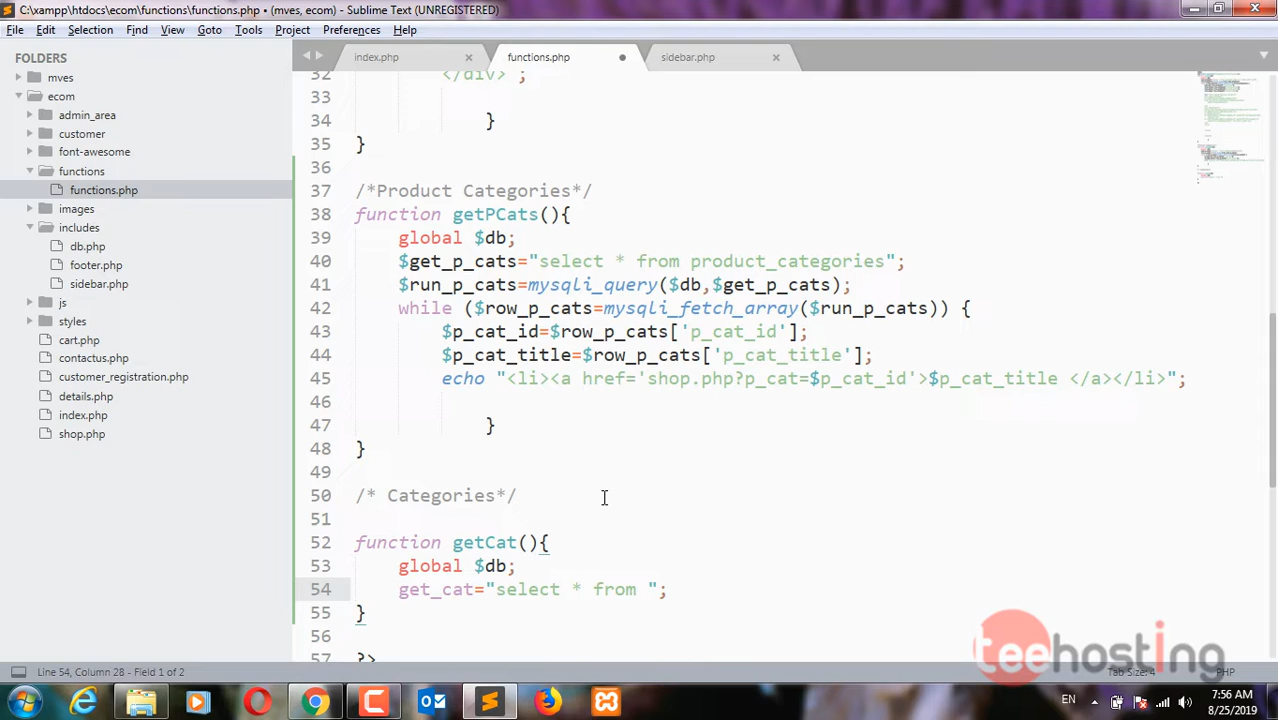 C:\xampp\htdocs\ecom\functions\functions.php • (mves, ecom) - Sublime Text (UNREGISTERED)
File Edit Selection Find View Goto Tools Project Preferences Help
FOLDERS
mves
ecom
admin_area
customer
font-awesome
functions
functions.php
images
includes
db.php
footer.php
sidebar.php
js
styles
cart.php
contactus.php
customer_registration.php
details.php
index.php
shop.php
index.php functions.php sidebar.php
32 </div> ;
33
34 }
35 }
36
37 /*Product Categories*/
38 function getPCats(){
39 global $db;
40 $get_p_cats="select * from product_categories";
41 $run_p_cats=mysqli_query($db,$get_p_cats);
42 while ($row_p_cats=mysqli_fetch_array($run_p_cats)) {
43 $p_cat_id=$row_p_cats['p_cat_id'];
44 $p_cat_title=$row_p_cats['p_cat_title'];
45 echo "<li><a href='shop.php?p_cat=$p_cat_id'>$p_cat_title </a></li>";
46
47 }
48 }
49
50 /* Categories*/
51
52 function getCat(){
53 global $db;
54 get_cat="select * from ";
55 }
56
57 ?>
teehosting
Line 54, Column 28 - Field 1 of 2 Tab Size: 4 PHP
EN 7:56 AM
8/25/2019